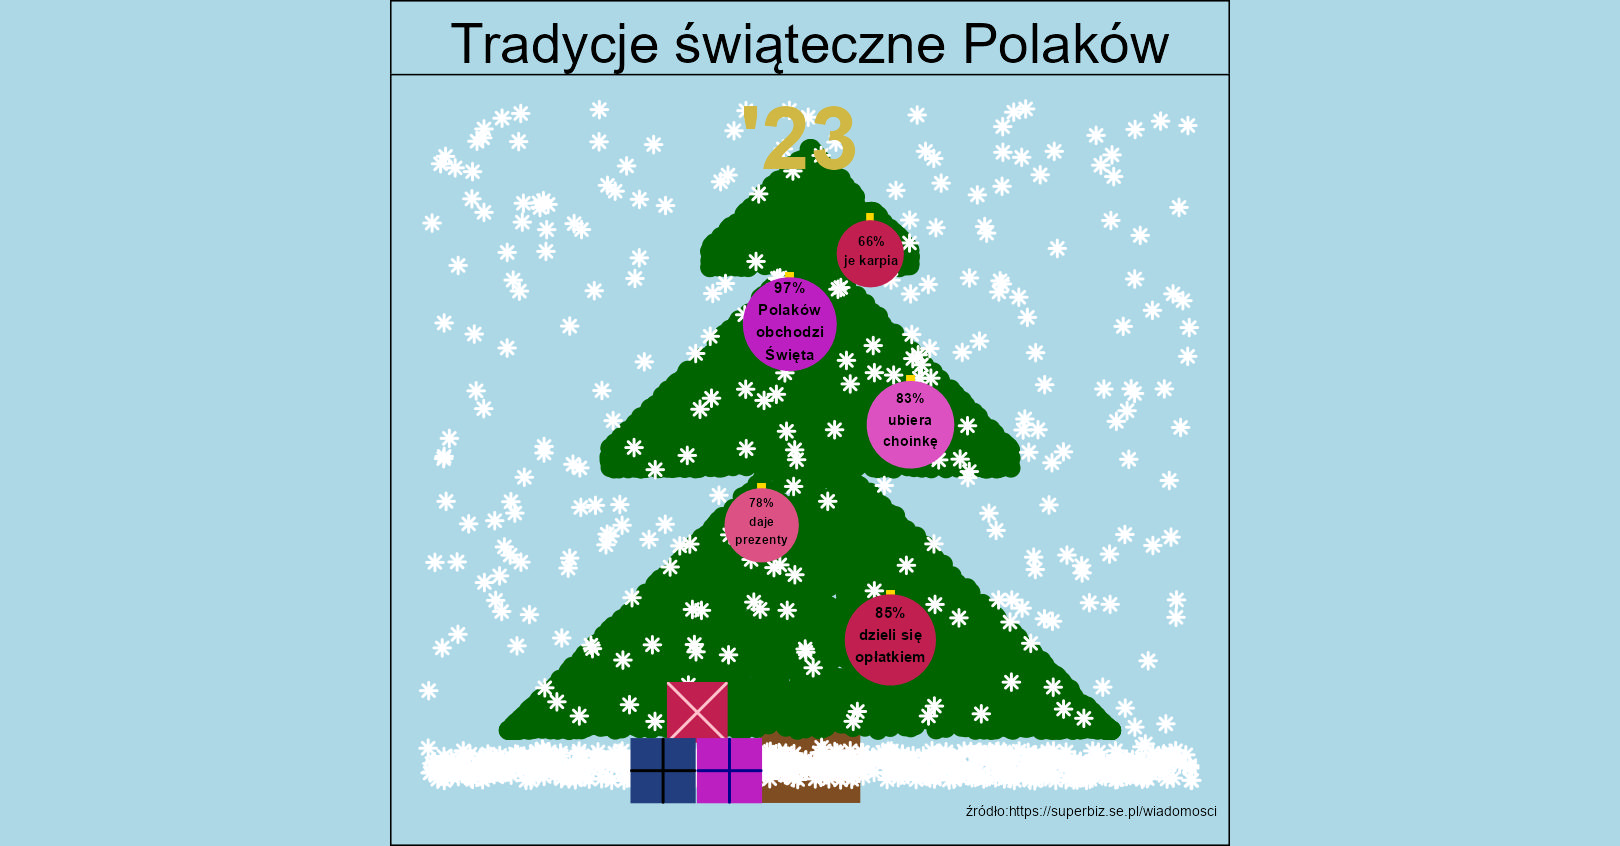 Tradycje świąteczne Polaków
'23
66%
je karpia
97%
Polaków
obchodzi
Święta
83%
ubiera
choinkę
78%
daje
prezenty
85%
dzieli się
opłatkiem
źródło:https://superbiz.se.pl/wiadomosci